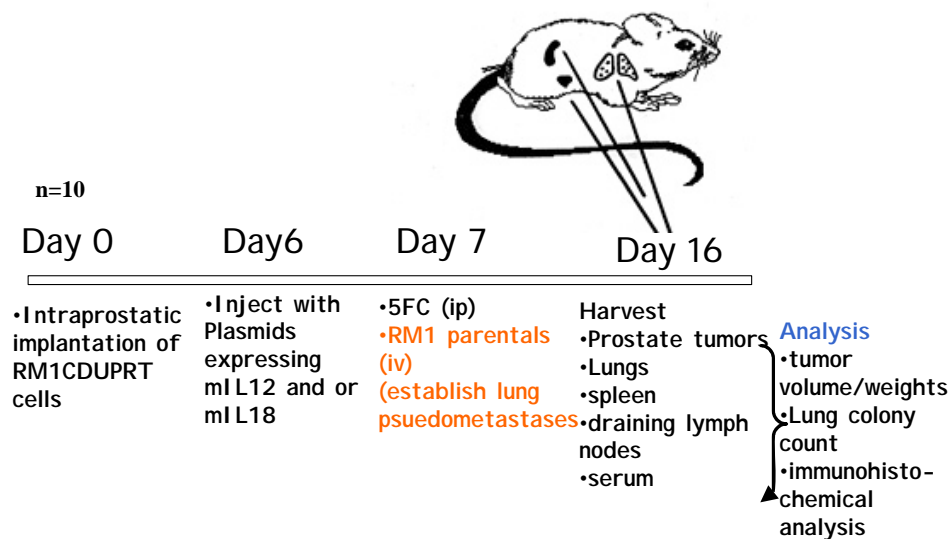 n=10
Day 0
Day6
Day 7
Day 16
•Intraprostatic
implantation of
RM1CDUPRT
cells
•Inject with
Plasmids
expressing
mIL12 and or
mIL18
•5FC (ip)
•RM1 parentals
(iv)
(establish lung
psuedometastases
Harvest
•Prostate tumors
•Lungs
•spleen
•draining lymph
nodes
•serum
Analysis
•tumor
volume/weights
•Lung colony
count
•immunohisto-
chemical
analysis